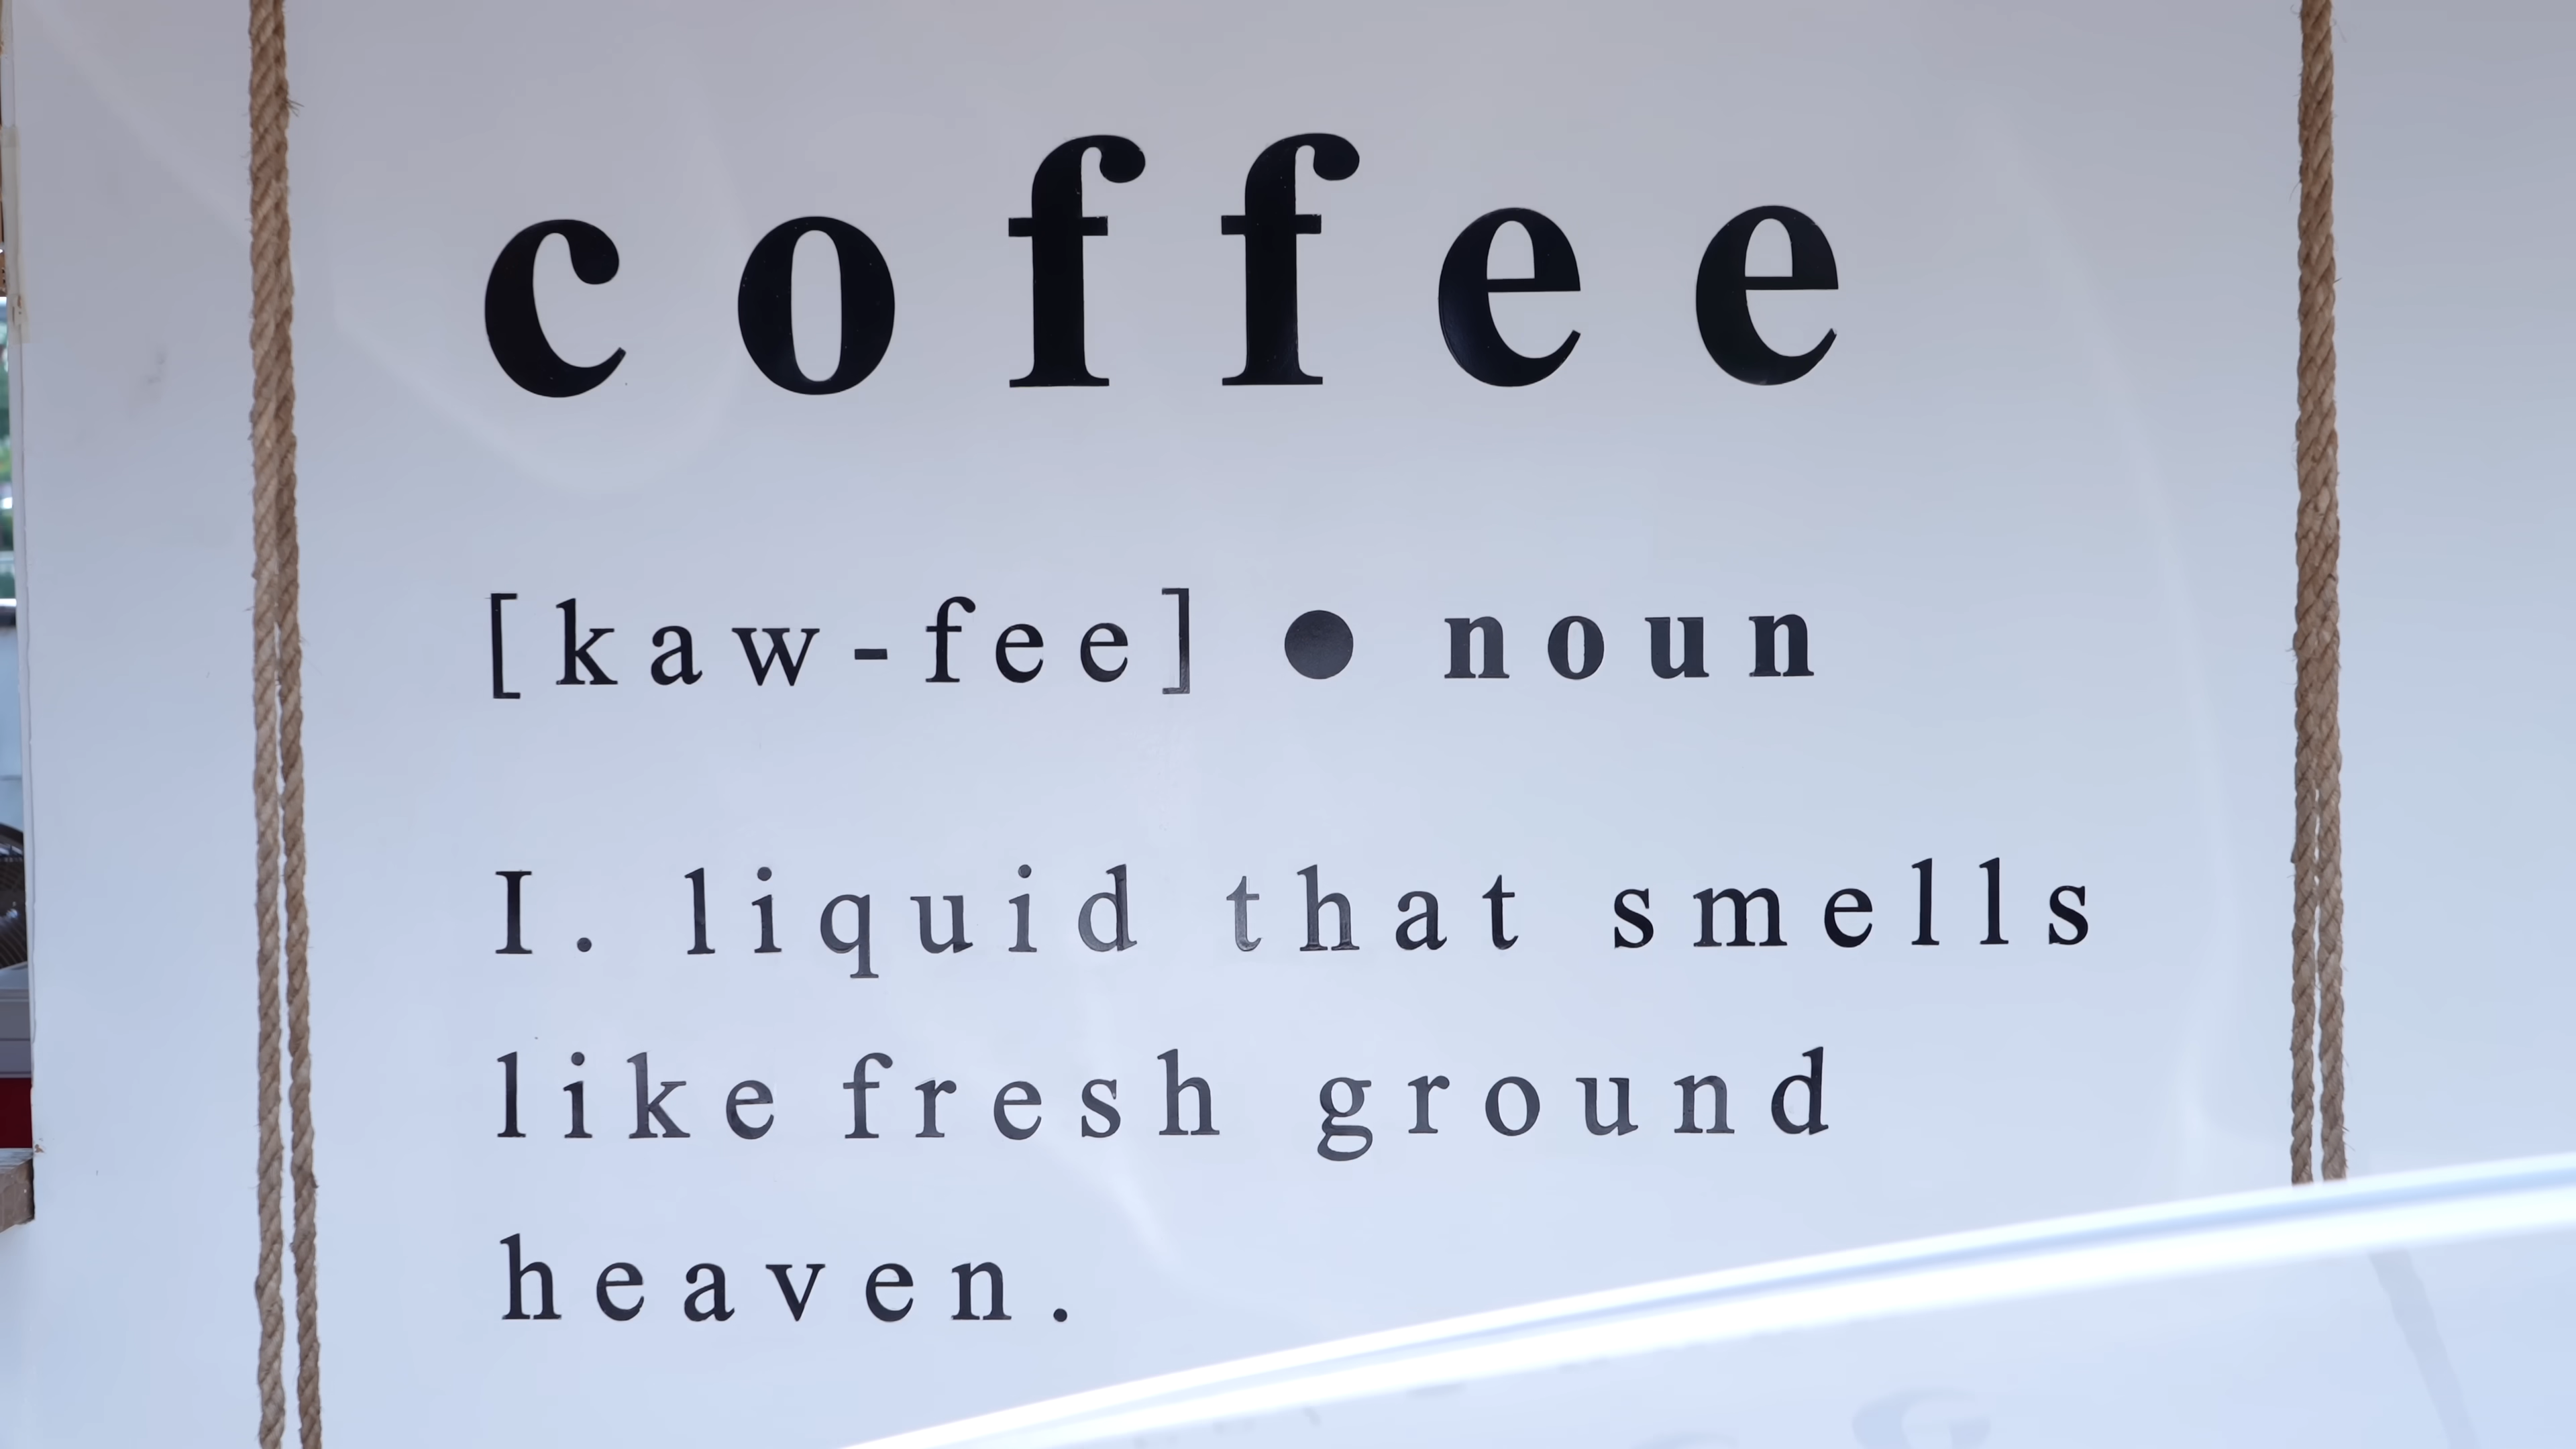 coffee
[kaw-fee] ● noun
I. liquid that smells
like fresh ground
heaven.